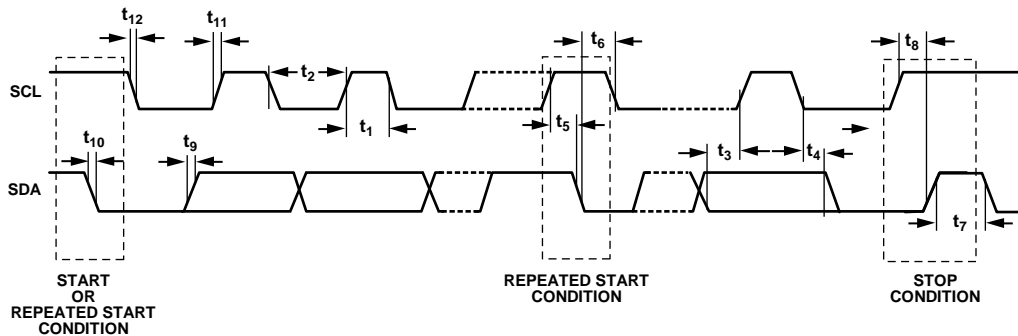 t12
t11
t2
t6
t8
SCL
t1
t5
t10
t9
t3
t4
SDA
t7
START
OR
REPEATED START
CONDITION
REPEATED START
CONDITION
STOP
CONDITION